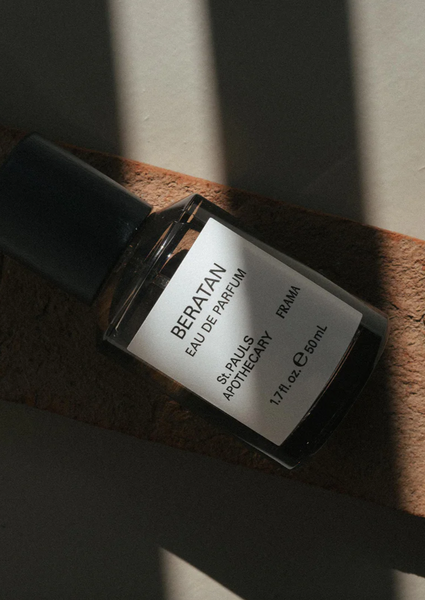 BERATAN
EAU DE PARFUM
St. PAULS
APOTHECARY
FRAMA
1.7 fl. oz. ℮ 50 mL